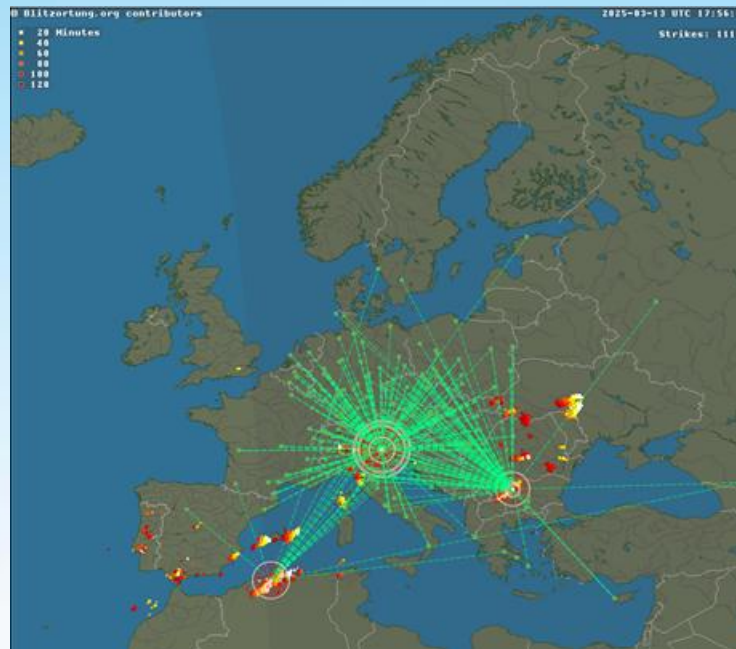 © Blitzortung.org contributors
2025-03-13 UTC 17:56:
Strikes: 111
20 Minutes
40
60
80
100
120